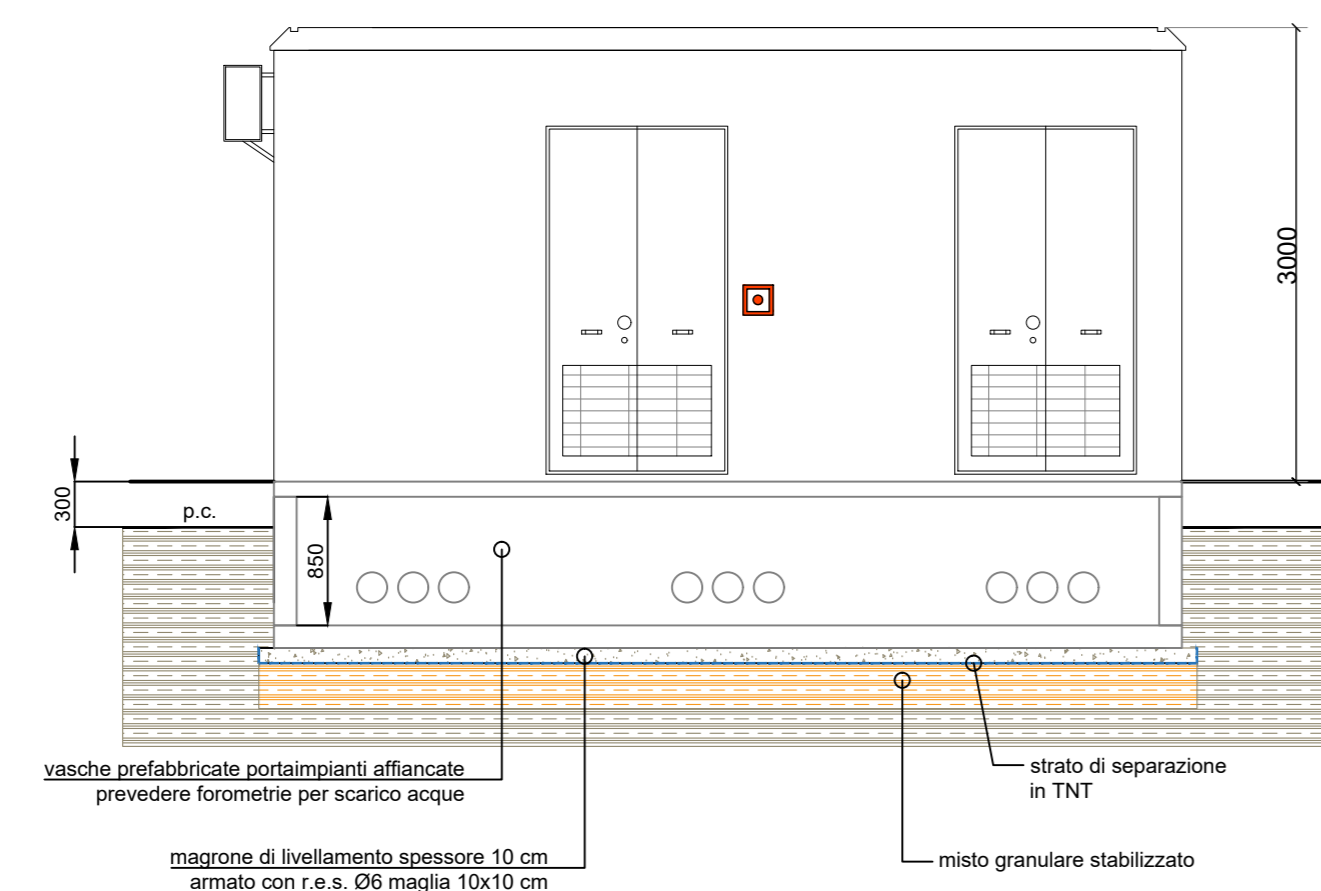 3000
300
p.c.
850
vasche prefabbricate portaimpianti affiancate
prevedere forometrie per scarico acque
strato di separazione
in TNT
magrone di livellamento spessore 10 cm
armato con r.e.s. Ø6 maglia 10x10 cm
misto granulare stabilizzato